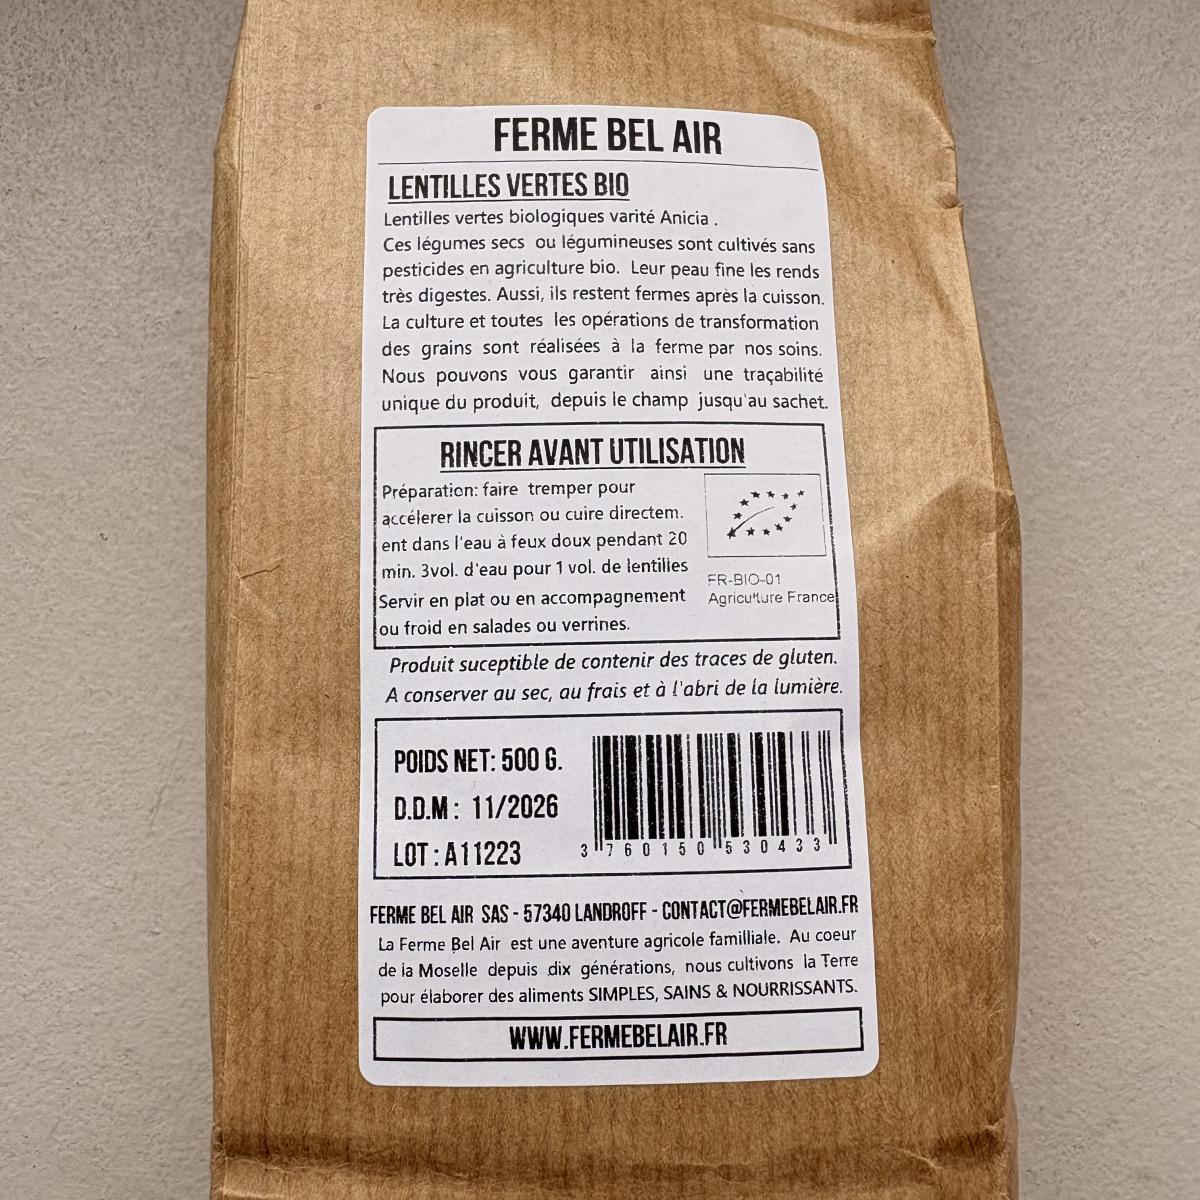 FERME BEL AIR
LENTILLES VERTES BIO
Lentilles vertes biologiques varité Anicia .
Ces légumes secs ou légumineuses sont cultivés sans
pesticides en agriculture bio. Leur peau fine les rends
très digestes. Aussi, ils restent fermes après la cuisson.
La culture et toutes les opérations de transformation
des grains sont réalisées à la ferme par nos soins.
Nous pouvons vous garantir ainsi une traçabilité
unique du produit, depuis le champ jusqu'au sachet.
RINCER AVANT UTILISATION
Préparation: faire tremper pour
accélerer la cuisson ou cuire directem.
ent dans l'eau à feux doux pendant 20
min. 3vol. d'eau pour 1 vol. de lentilles
Servir en plat ou en accompagnement
ou froid en salades ou verrines.
FR-BIO-01
Agriculture France
Produit suceptible de contenir des traces de gluten.
A conserver au sec, au frais et à l'abri de la lumière.
POIDS NET: 500 G.
D.D.M : 11/2026
LOT : A11223
3 760150 530433
FERME BEL AIR SAS - 57340 LANDROFF - CONTACT@FERMEBELAIR.FR
La Ferme Bel Air est une aventure agricole familliale. Au coeur
de la Moselle depuis dix générations, nous cultivons la Terre
pour élaborer des aliments SIMPLES, SAINS & NOURRISSANTS.
WWW.FERMEBELAIR.FR